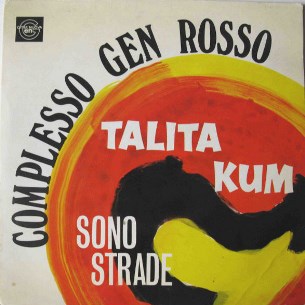 COMPLESSO GEN ROSSO
TALITA
KUM
SONO
STRADE